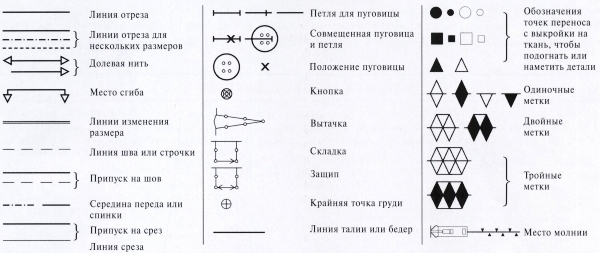 Линия отреза
Линии отреза для
нескольких размеров
Долевая нить
Место сгиба
Линии изменения
размера
Линия шва или строчки
Припуск на шов
Середина переда или
спинки
Припуск на срез
Линия среза
Петля для пуговицы
Совмешенная пуговица
и петля
Положение пуговицы
Кнопка
Вытачка
Складка
Защип
Крайняя точка груди
Линия талии или бедер
Обозначения
точек переноса
с выкройки на
ткань, чтобы
подогнать или
наметить детали
Одиночные
метки
Двойные
метки
Тройные
метки
Место молнии